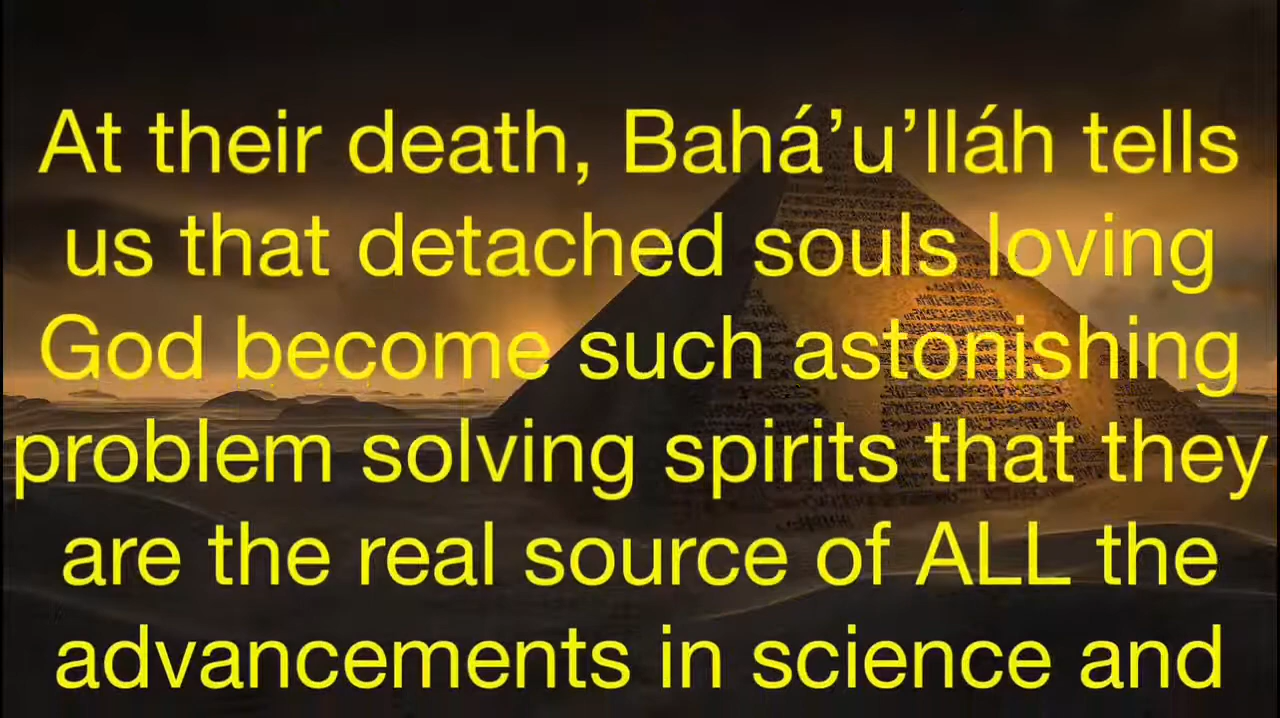 At their death, Bahá’u’lláh tells
us that detached souls loving
God become such astonishing
problem solving spirits that they
are the real source of ALL the
advancements in science and